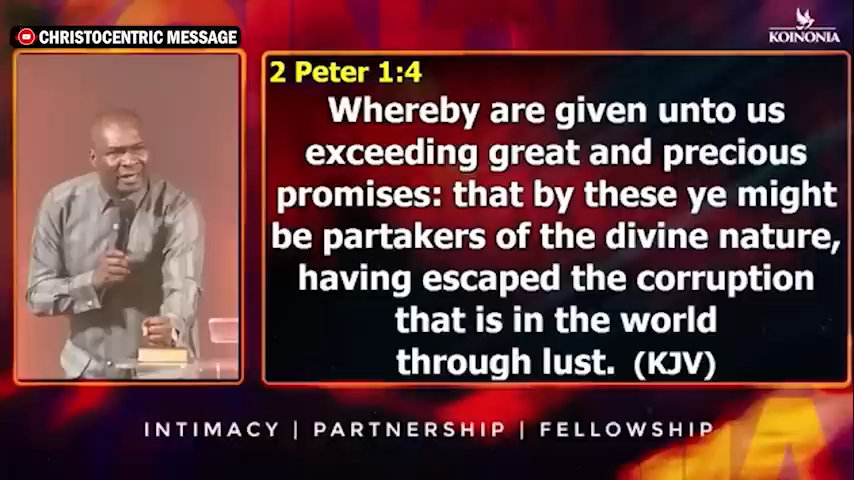 CHRISTOCENTRIC MESSAGE
KOINONIA
2 Peter 1:4
Whereby are given unto us
exceeding great and precious
promises: that by these ye might
be partakers of the divine nature,
having escaped the corruption
that is in the world
through lust. (KJV)
INTIMACY | PARTNERSHIP | FELLOWSHIP